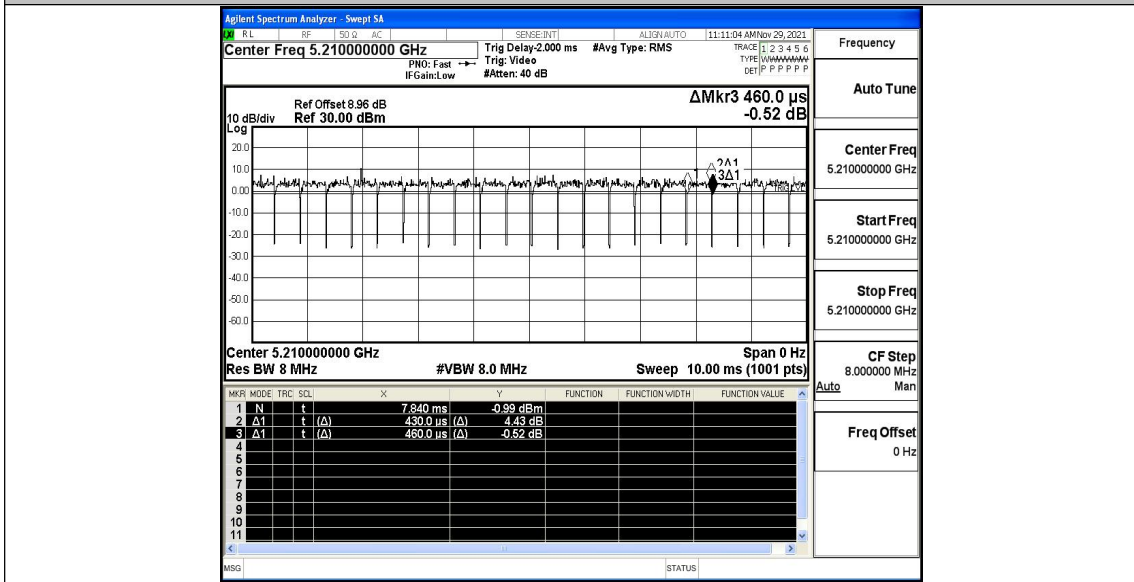 Agilent Spectrum Analyzer - Swept SA
LXI RL RF 50 Ω AC SENSE:INT ALIGN AUTO 11:11:04 AM Nov 29, 2021
Center Freq 5.210000000 GHz
Trig Delay-2.000 ms #Avg Type: RMS
TRACE 1 2 3 4 5 6
PNO: Fast Trig: Video
TYPE WWWWWW
IFGain:Low #Atten: 40 dB
DET P P P P P P
ΔMkr3 460.0 µs
-0.52 dB
Ref Offset 8.96 dB
10 dB/div Ref 30.00 dBm
Log
20.0
10.0
0.00
-10.0
-20.0
-30.0
-40.0
-50.0
-60.0
1
2Δ1
3Δ1
TRIG LVL
Center 5.210000000 GHz Span 0 Hz
Res BW 8 MHz #VBW 8.0 MHz Sweep 10.00 ms (1001 pts)
MKR MODE TRC SCL X Y FUNCTION FUNCTION WIDTH FUNCTION VALUE
1 N t 7.840 ms -0.99 dBm
2 Δ1 t (Δ) 430.0 µs (Δ) 4.43 dB
3 Δ1 t (Δ) 460.0 µs (Δ) -0.52 dB
4
5
6
7
8
9
10
11
MSG STATUS
Frequency
Auto Tune
Center Freq
5.210000000 GHz
Start Freq
5.210000000 GHz
Stop Freq
5.210000000 GHz
CF Step
8.000000 MHz
Auto Man
Freq Offset
0 Hz